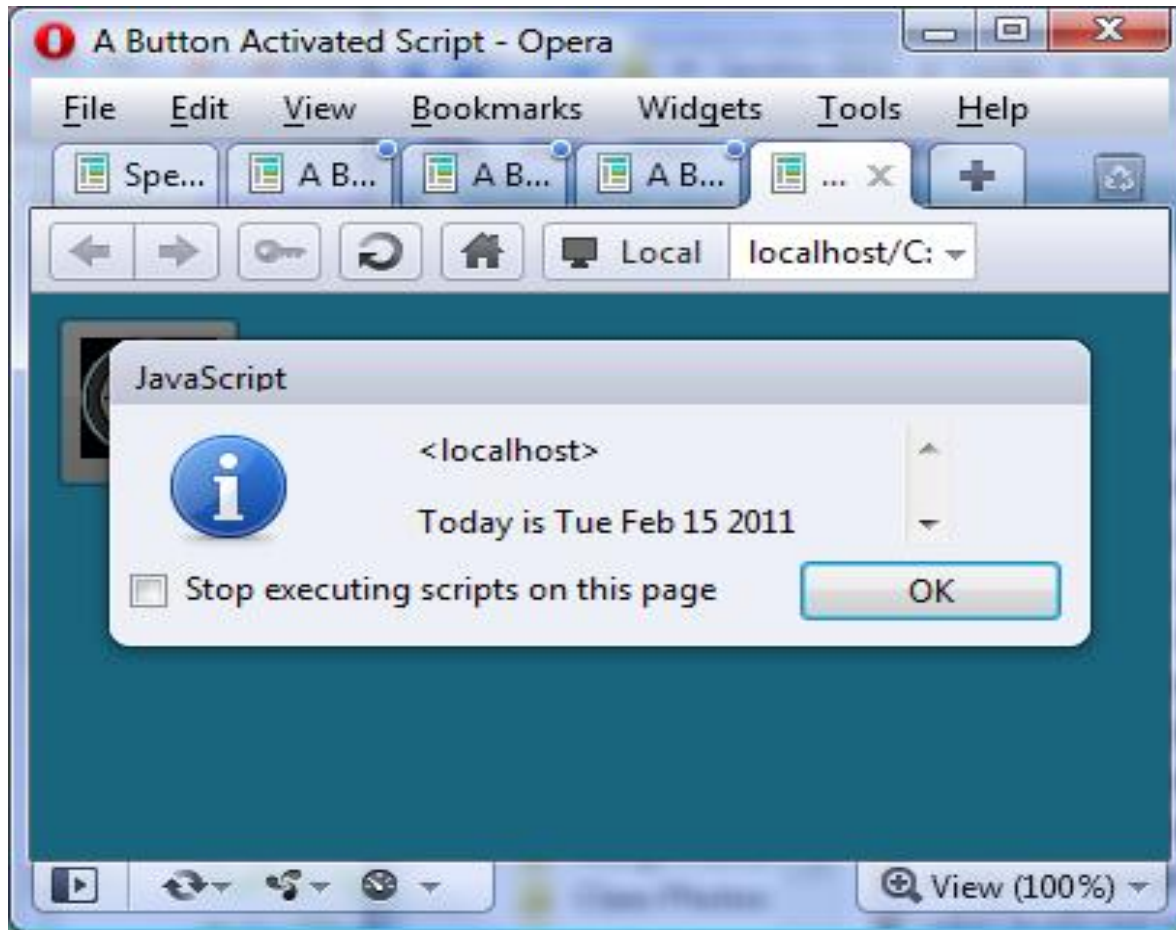 A Button Activated Script - Opera
File Edit View Bookmarks Widgets Tools Help
Spe... A B... A B... A B... ...
Local localhost/C:
JavaScript
<localhost>
Today is Tue Feb 15 2011
Stop executing scripts on this page OK
View (100%)